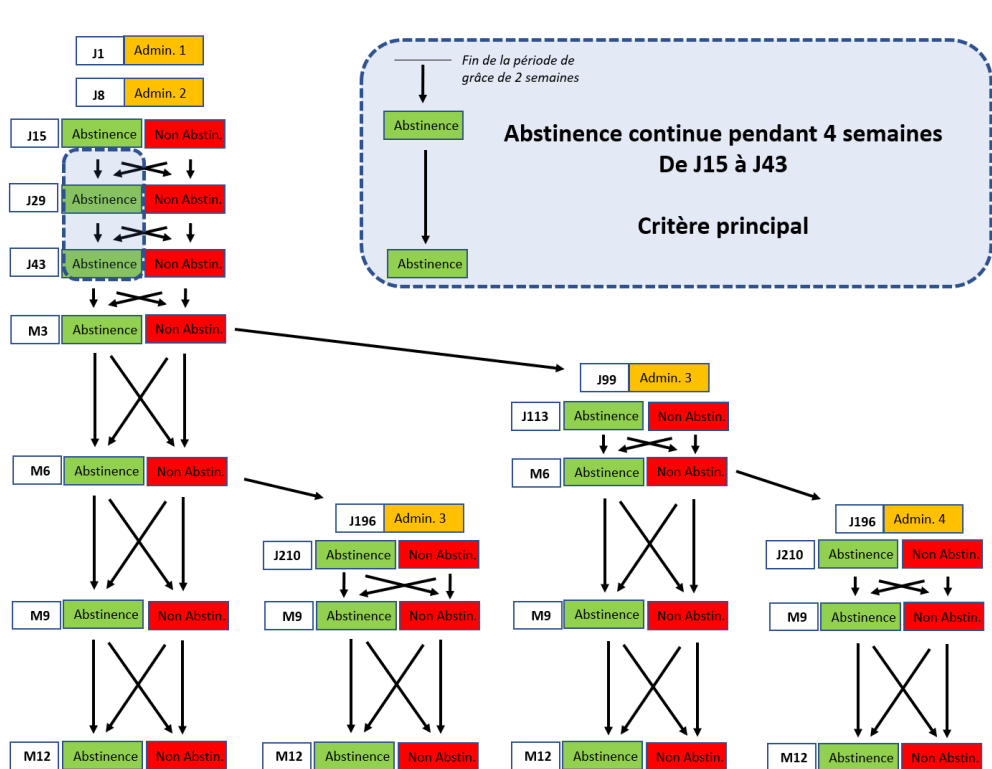 J1 Admin. 1
J8 Admin. 2
J15 Abstinence Non Abstin.
J29 Abstinence Non Abstin.
J43 Abstinence Non Abstin.
M3 Abstinence Non Abstin.
Fin de la période de
grâce de 2 semaines
Abstinence
Abstinence continue pendant 4 semaines
De J15 à J43
Critère principal
Abstinence
J99 Admin. 3
J113 Abstinence Non Abstin.
M6 Abstinence Non Abstin.
M6 Abstinence Non Abstin.
J196 Admin. 3
J196 Admin. 4
J210 Abstinence Non Abstin.
J210 Abstinence Non Abstin.
M9 Abstinence Non Abstin.
M9 Abstinence Non Abstin.
M9 Abstinence Non Abstin.
M9 Abstinence Non Abstin.
M12 Abstinence Non Abstin.
M12 Abstinence Non Abstin.
M12 Abstinence Non Abstin.
M12 Abstinence Non Abstin.